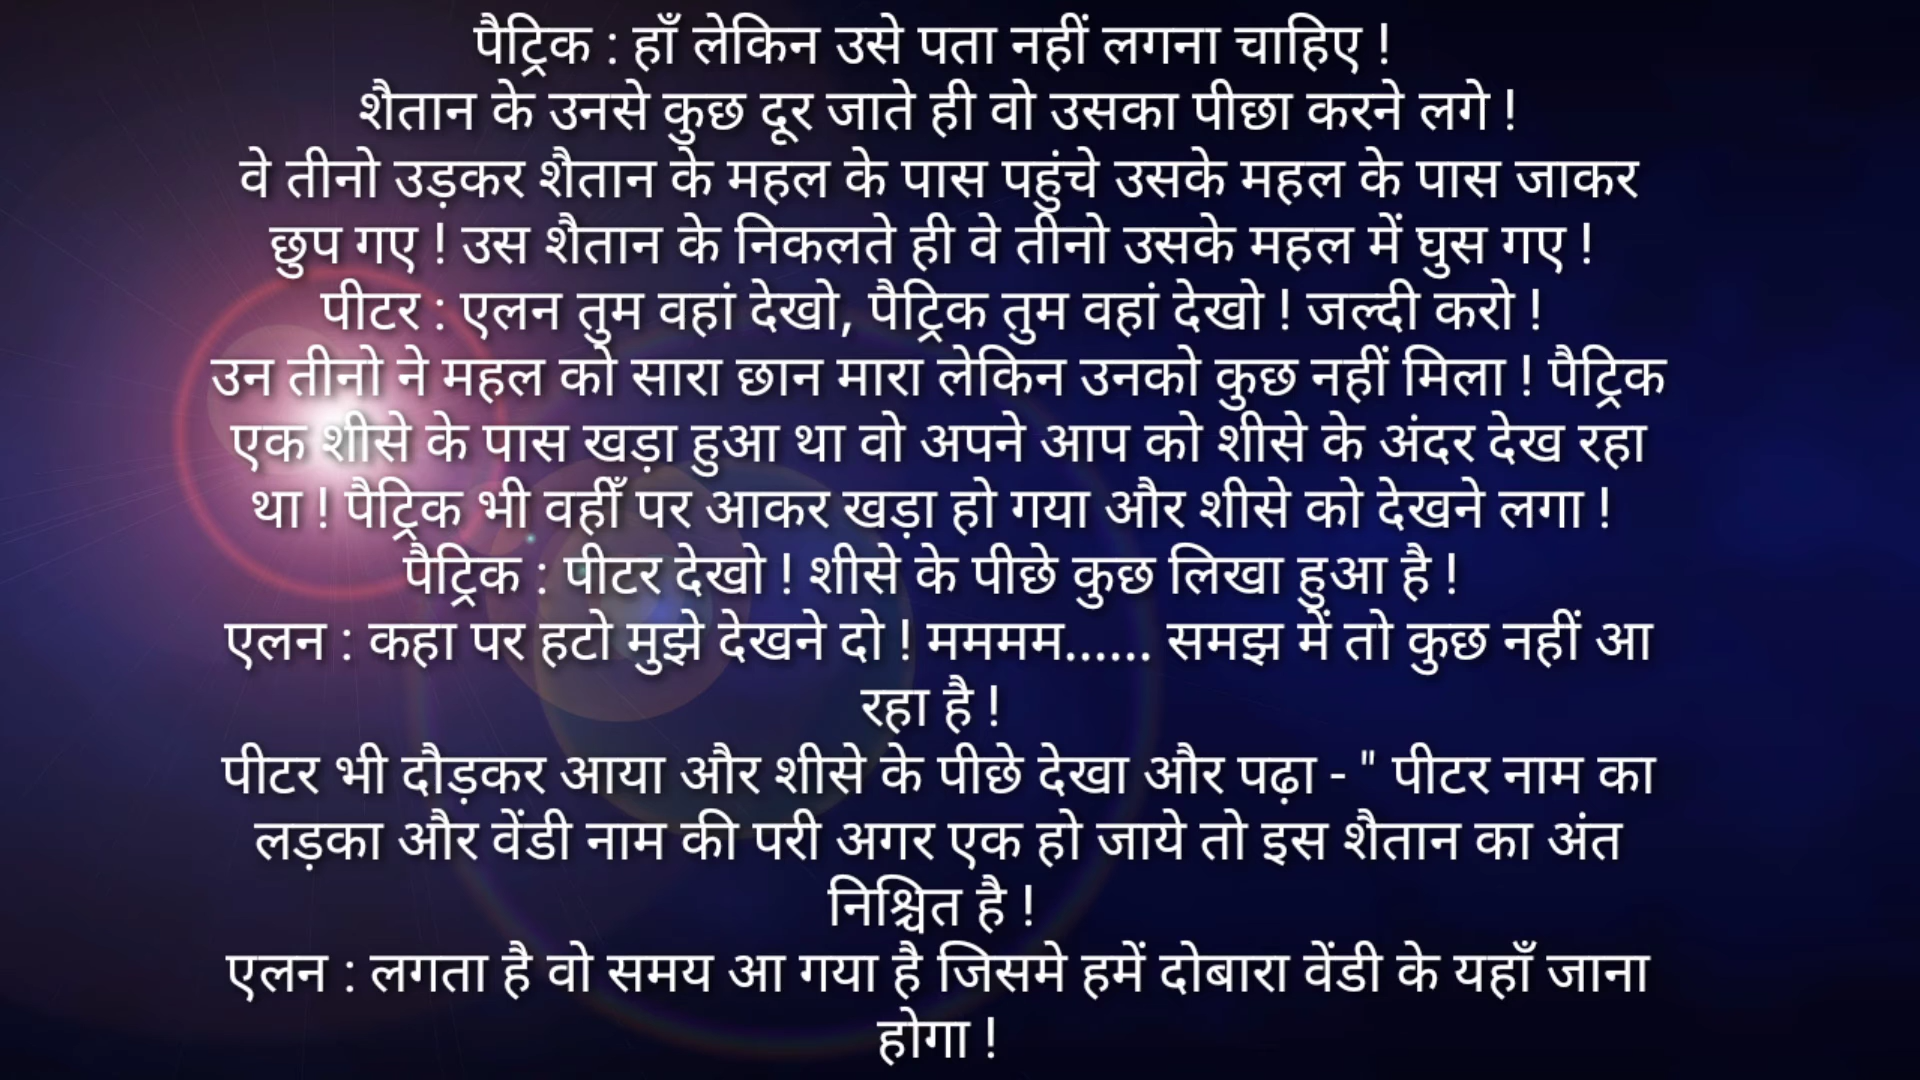 पैट्रिक : हाँ लेकिन उसे पता नहीं लगना चाहिए !
शैतान के उनसे कुछ दूर जाते ही वो उसका पीछा करने लगे !
वे तीनो उड़कर शैतान के महल के पास पहुंचे उसके महल के पास जाकर
छुप गए ! उस शैतान के निकलते ही वे तीनो उसके महल में घुस गए !
पीटर : एलन तुम वहां देखो, पैट्रिक तुम वहां देखो ! जल्दी करो !
उन तीनो ने महल को सारा छान मारा लेकिन उनको कुछ नहीं मिला ! पैट्रिक
एक शीसे के पास खड़ा हुआ था वो अपने आप को शीसे के अंदर देख रहा
था ! पैट्रिक भी वहीँ पर आकर खड़ा हो गया और शीसे को देखने लगा !
पैट्रिक : पीटर देखो ! शीसे के पीछे कुछ लिखा हुआ है !
एलन : कहा पर हटो मुझे देखने दो ! मममम...... समझ में तो कुछ नहीं आ
रहा है !
पीटर भी दौड़कर आया और शीसे के पीछे देखा और पढ़ा - " पीटर नाम का
लड़का और वेंडी नाम की परी अगर एक हो जाये तो इस शैतान का अंत
निश्चित है !
एलन : लगता है वो समय आ गया है जिसमे हमें दोबारा वेंडी के यहाँ जाना
होगा !